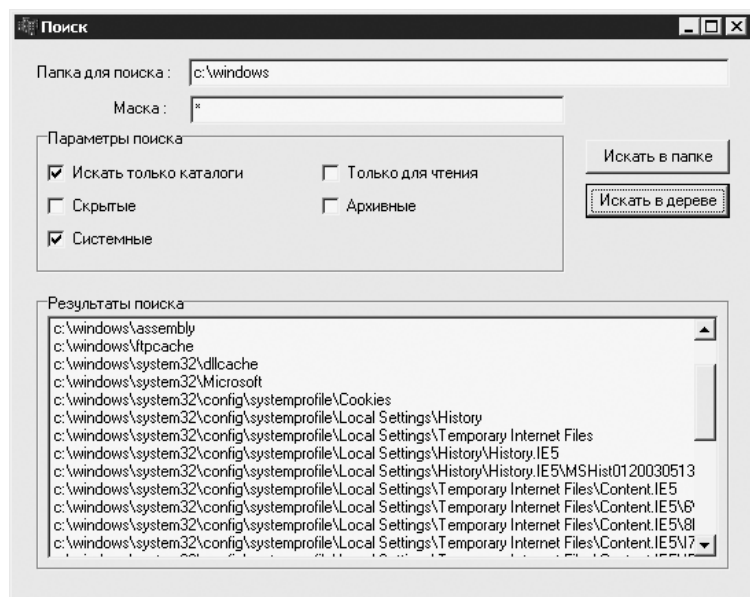 Поиск
Папка для поиска : c:\windows
Маска : *
Параметры поиска
Искать только каталоги Только для чтения
Искать в папке
Скрытые Архивные
Искать в дереве
Системные
Результаты поиска
c:\windows\assembly
c:\windows\ftpcache
c:\windows\system32\dllcache
c:\windows\system32\Microsoft
c:\windows\system32\config\systemprofile\Cookies
c:\windows\system32\config\systemprofile\Local Settings\History
c:\windows\system32\config\systemprofile\Local Settings\Temporary Internet Files
c:\windows\system32\config\systemprofile\Local Settings\History\History.IE5
c:\windows\system32\config\systemprofile\Local Settings\History\History.IE5\MSHist0120030513
c:\windows\system32\config\systemprofile\Local Settings\Temporary Internet Files\Content.IE5
c:\windows\system32\config\systemprofile\Local Settings\Temporary Internet Files\Content.IE5\6
c:\windows\system32\config\systemprofile\Local Settings\Temporary Internet Files\Content.IE5\8
c:\windows\system32\config\systemprofile\Local Settings\Temporary Internet Files\Content.IE5\I7